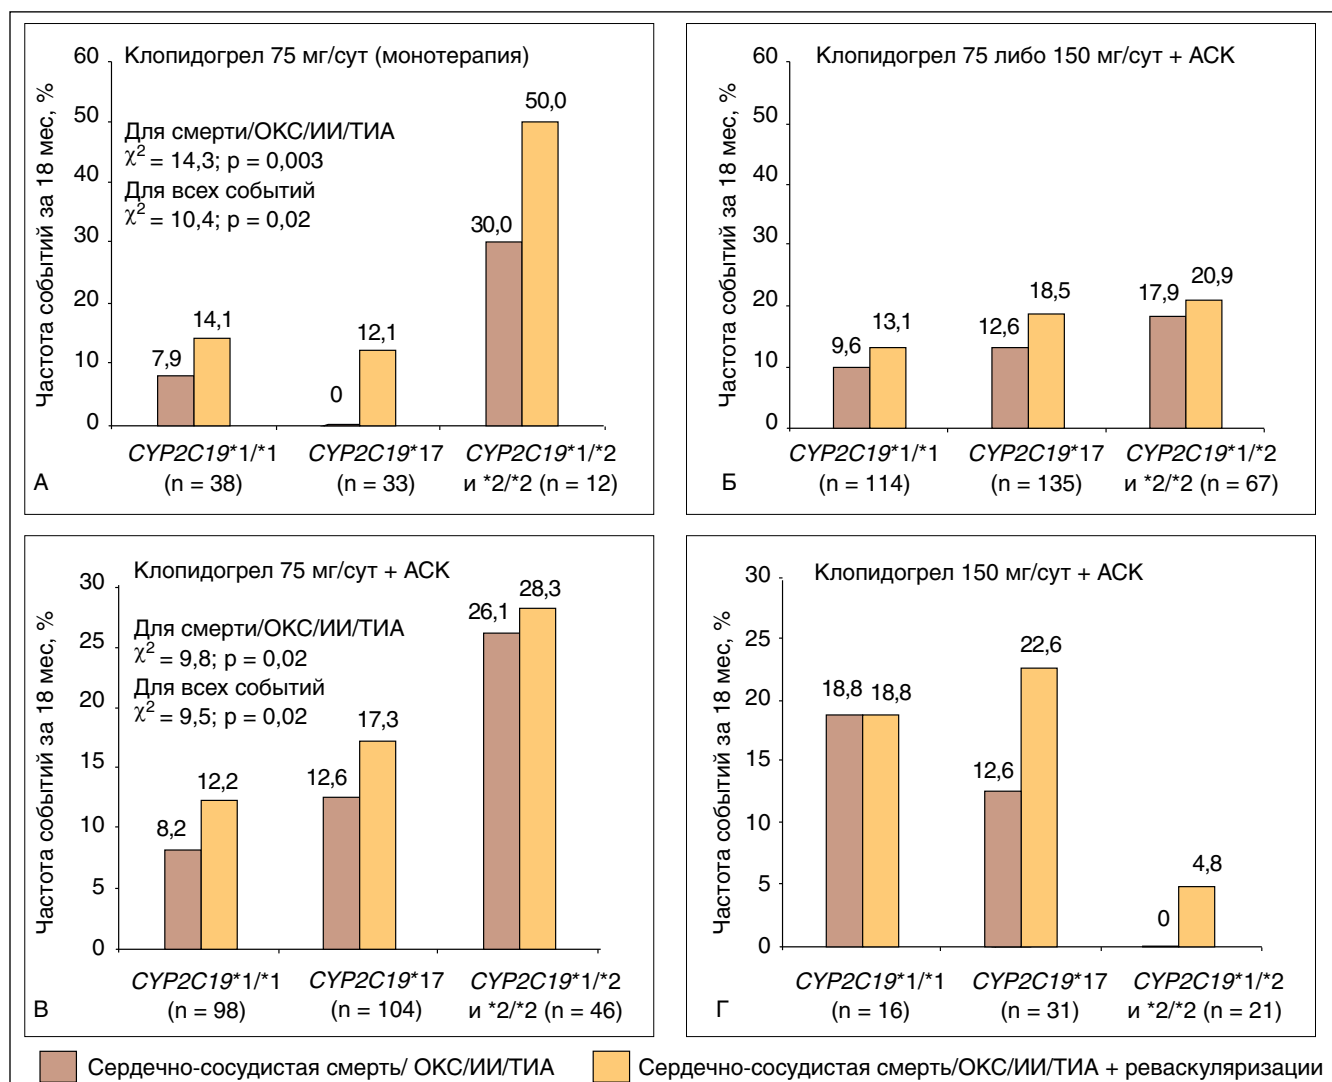 Клопидогрел 75 мг/сут (монотерапия)
Частота событий за 18 мес, %
60
50
40
30
20
10
0
Для смерти/ОКС/ИИ/ТИА
χ² = 14,3; p = 0,003
Для всех событий
χ² = 10,4; p = 0,02
7,9
14,1
0
12,1
30,0
50,0
CYP2C19*1/*1
(n = 38)
CYP2C19*17
(n = 33)
CYP2C19*1/*2
и *2/*2 (n = 12)
А
Клопидогрел 75 либо 150 мг/сут + АСК
Частота событий за 18 мес, %
60
50
40
30
20
10
0
9,6
13,1
12,6
18,5
17,9
20,9
CYP2C19*1/*1
(n = 114)
CYP2C19*17
(n = 135)
CYP2C19*1/*2
и *2/*2 (n = 67)
Б
Клопидогрел 75 мг/сут + АСК
Частота событий за 18 мес, %
30
25
20
15
10
5
0
Для смерти/ОКС/ИИ/ТИА
χ² = 9,8; p = 0,02
Для всех событий
χ² = 9,5; p = 0,02
8,2
12,2
12,6
17,3
26,1
28,3
CYP2C19*1/*1
(n = 98)
CYP2C19*17
(n = 104)
CYP2C19*1/*2
и *2/*2 (n = 46)
В
Клопидогрел 150 мг/сут + АСК
Частота событий за 18 мес, %
30
25
20
15
10
5
0
18,8
18,8
12,6
22,6
0
4,8
CYP2C19*1/*1
(n = 16)
CYP2C19*17
(n = 31)
CYP2C19*1/*2
и *2/*2 (n = 21)
Г
Сердечно-сосудистая смерть/ ОКС/ИИ/ТИА
Сердечно-сосудистая смерть/ОКС/ИИ/ТИА + реваскуляризации